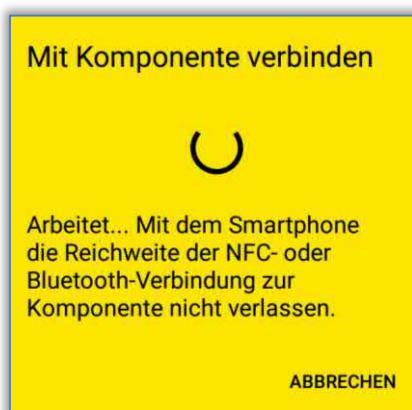 Mit Komponente verbinden
Arbeitet... Mit dem Smartphone
die Reichweite der NFC- oder
Bluetooth-Verbindung zur
Komponente nicht verlassen.
ABBRECHEN